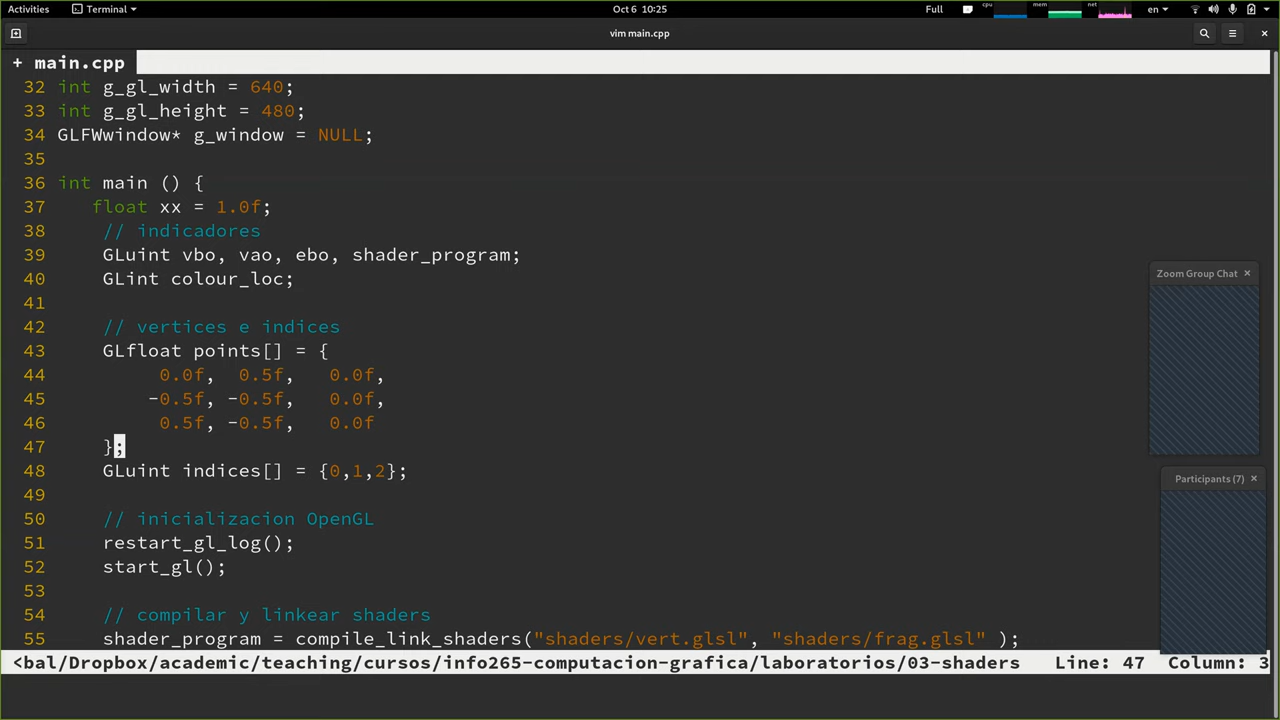 Activities Terminal Oct 6 10:25 Full cpu mem net en
vim main.cpp
+ main.cpp
32 int g_gl_width = 640;
33 int g_gl_height = 480;
34 GLFWwindow* g_window = NULL;
35
36 int main () {
37 float xx = 1.0f;
38 // indicadores
39 GLuint vbo, vao, ebo, shader_program;
40 GLint colour_loc;
41
42 // vertices e indices
43 GLfloat points[] = {
44 0.0f, 0.5f, 0.0f,
45 -0.5f, -0.5f, 0.0f,
46 0.5f, -0.5f, 0.0f
47 };
48 GLuint indices[] = {0,1,2};
49
50 // inicializacion OpenGL
51 restart_gl_log();
52 start_gl();
53
54 // compilar y linkear shaders
55 shader_program = compile_link_shaders("shaders/vert.glsl", "shaders/frag.glsl" );
<bal/Dropbox/academic/teaching/cursos/info265-computacion-grafica/laboratorios/03-shaders Line: 47 Column: 3
Zoom Group Chat
Participants (7)